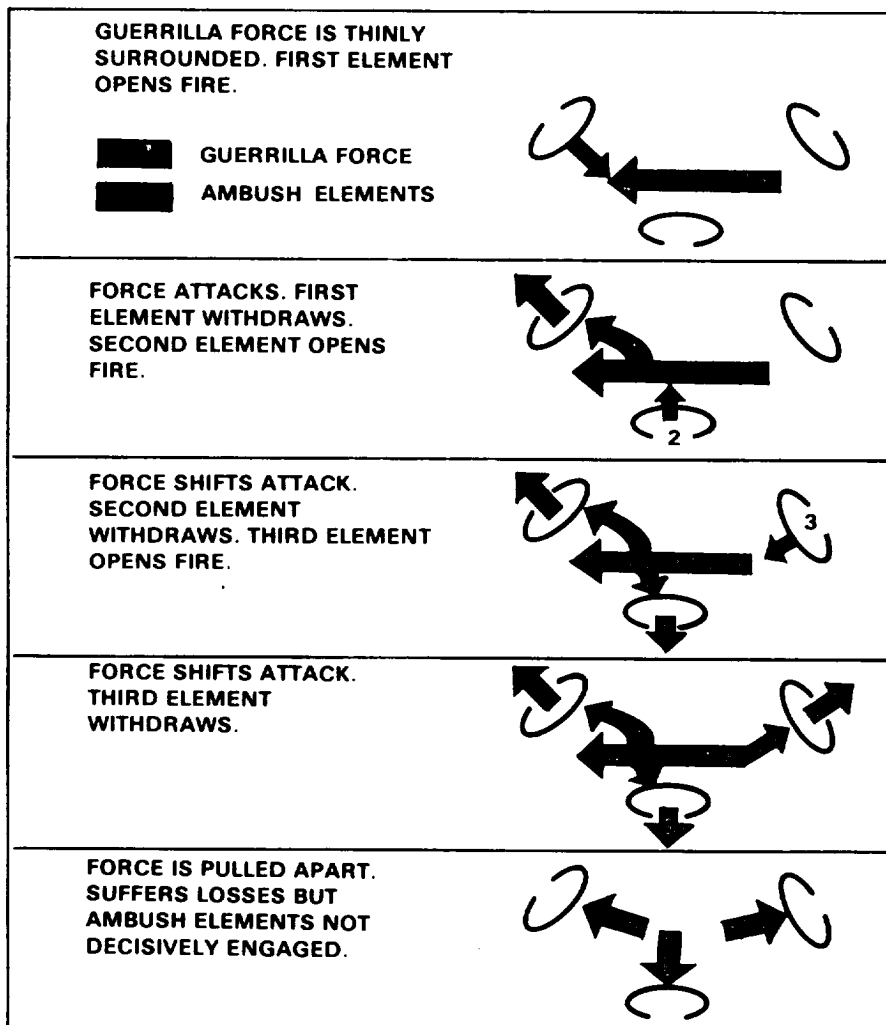 GUERRILLA FORCE IS THINLY
SURROUNDED. FIRST ELEMENT
OPENS FIRE.
GUERRILLA FORCE
AMBUSH ELEMENTS
FORCE ATTACKS. FIRST
ELEMENT WITHDRAWS.
SECOND ELEMENT OPENS
FIRE.
2
FORCE SHIFTS ATTACK.
SECOND ELEMENT
WITHDRAWS. THIRD ELEMENT
OPENS FIRE.
3
FORCE SHIFTS ATTACK.
THIRD ELEMENT
WITHDRAWS.
FORCE IS PULLED APART.
SUFFERS LOSSES BUT
AMBUSH ELEMENTS NOT
DECISIVELY ENGAGED.